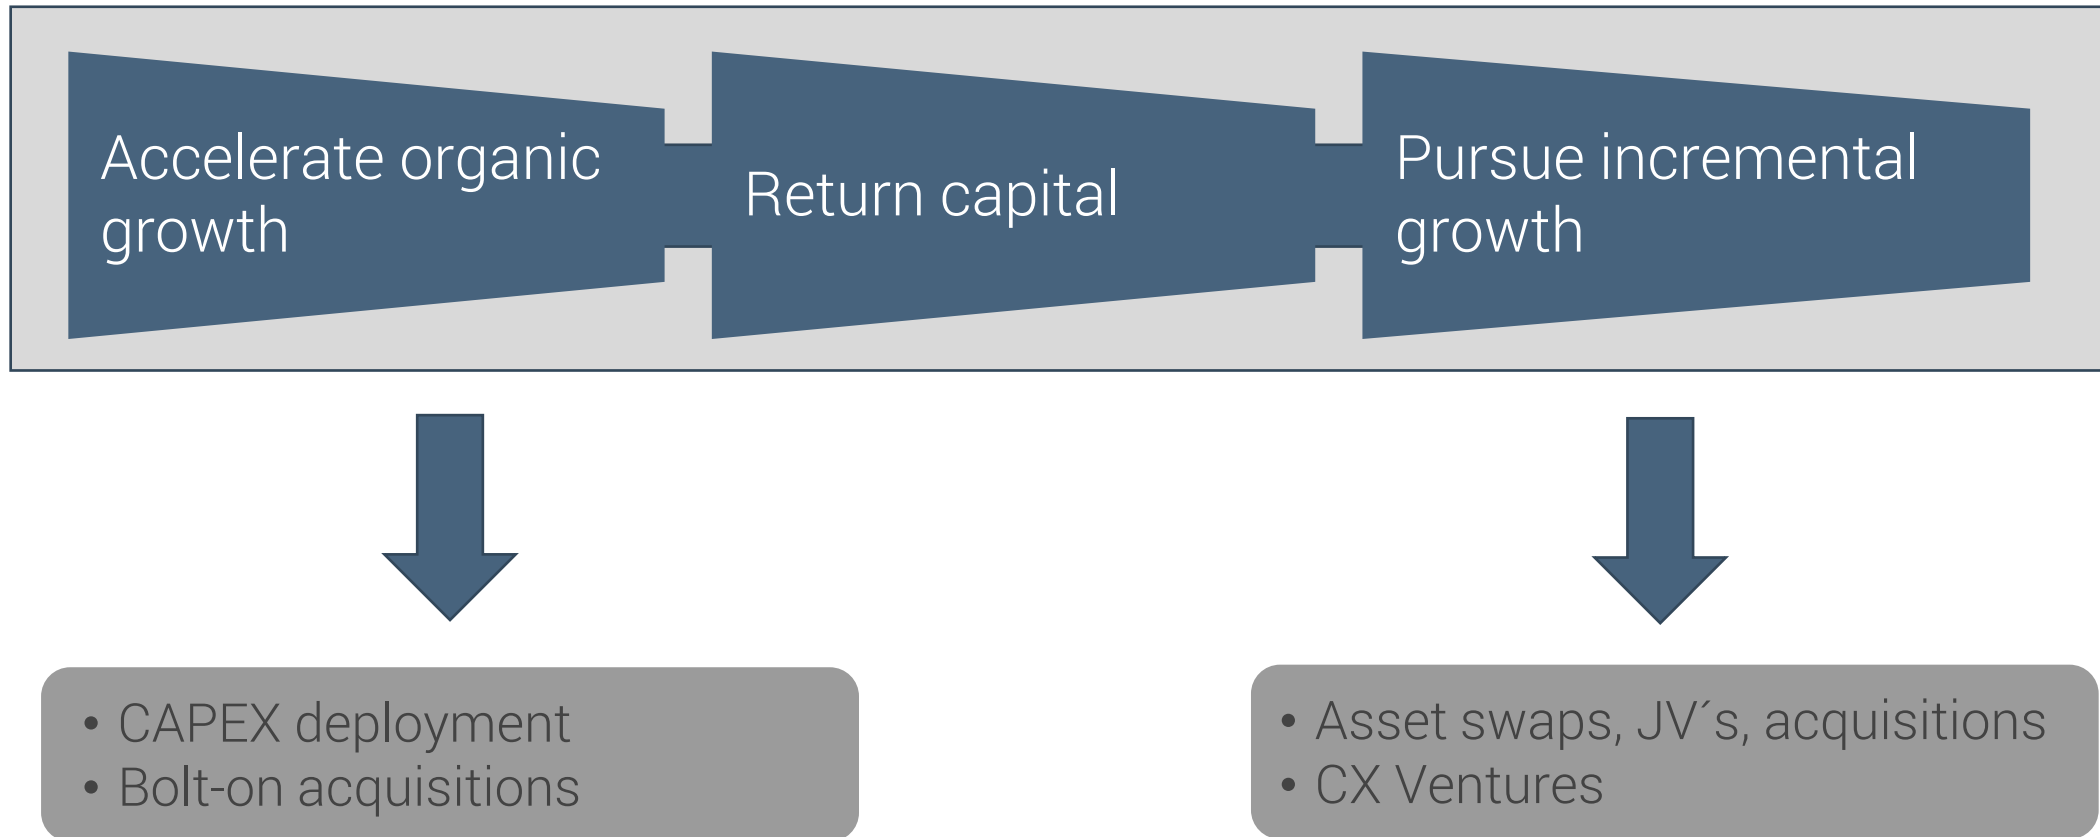 Accelerate organic
growth
Return capital
Pursue incremental
growth
• CAPEX deployment
• Bolt-on acquisitions
• Asset swaps, JV´s, acquisitions
• CX Ventures